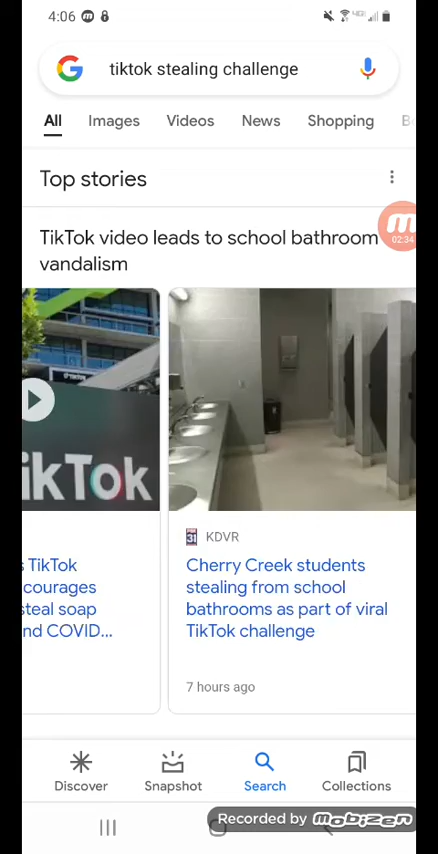 4:06
tiktok stealing challenge
All Images Videos News Shopping
Top stories
TikTok video leads to school bathroom
vandalism
02:34
ikTok
KDVR
TikTok
courages
steal soap
nd COVID...
Cherry Creek students
stealing from school
bathrooms as part of viral
TikTok challenge
7 hours ago
Discover Snapshot Search Collections
Recorded by Mobizen